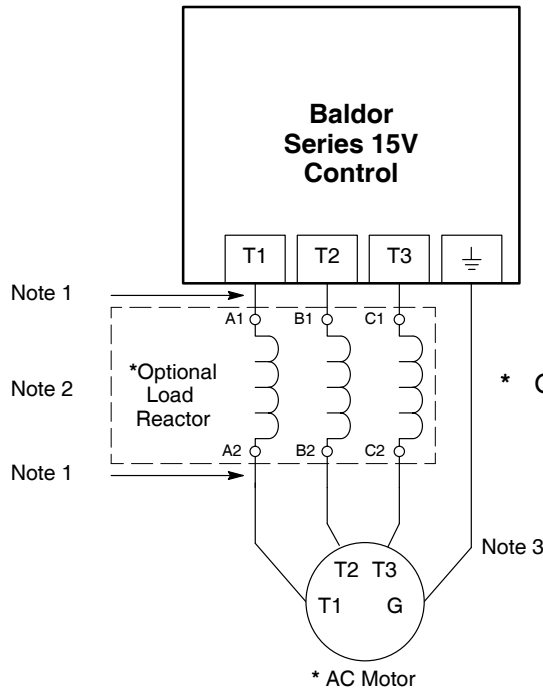 Baldor
Series 15V
Control
T1 T2 T3
Note 1
A1 B1 C1
*Optional
Load
Reactor
Note 2
*
A2 B2 C2
Note 1
Note 3
T2 T3
T1 G
* AC Motor